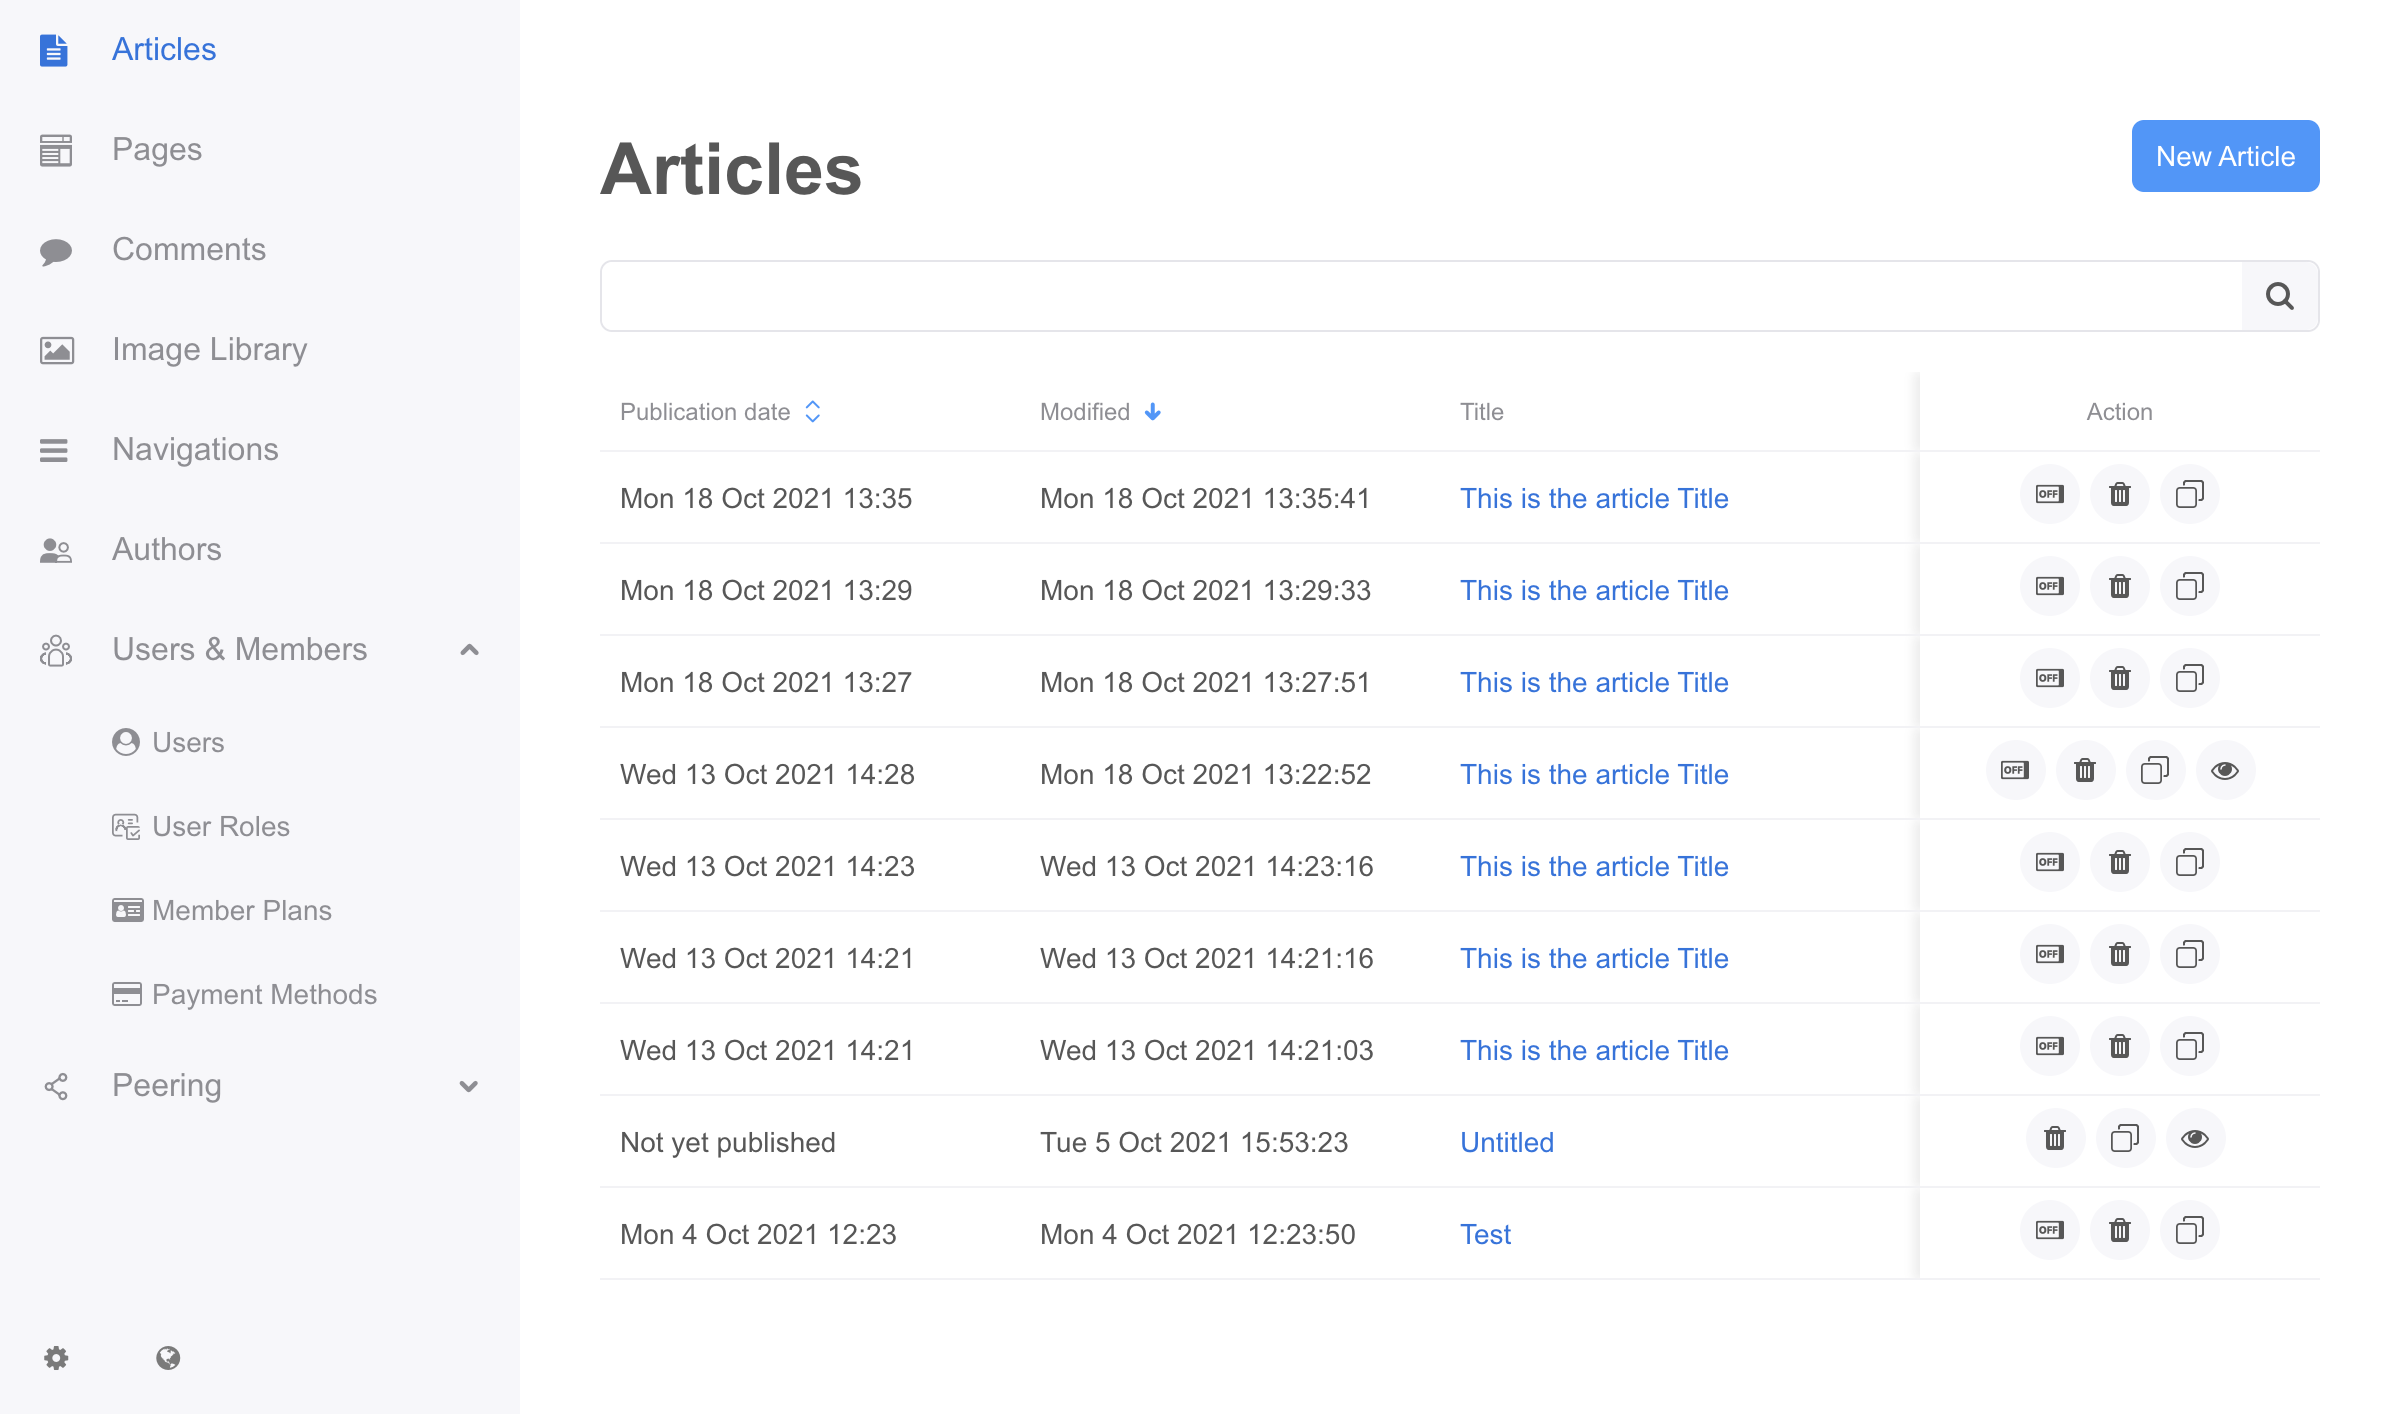 Articles
Pages
Comments
Image Library
Navigations
Authors
Users & Members
Users
User Roles
Member Plans
Payment Methods
Peering
Articles
New Article
Publication date Modified Title Action
Mon 18 Oct 2021 13:35 Mon 18 Oct 2021 13:35:41 This is the article Title OFF
Mon 18 Oct 2021 13:29 Mon 18 Oct 2021 13:29:33 This is the article Title OFF
Mon 18 Oct 2021 13:27 Mon 18 Oct 2021 13:27:51 This is the article Title OFF
Wed 13 Oct 2021 14:28 Mon 18 Oct 2021 13:22:52 This is the article Title OFF
Wed 13 Oct 2021 14:23 Wed 13 Oct 2021 14:23:16 This is the article Title OFF
Wed 13 Oct 2021 14:21 Wed 13 Oct 2021 14:21:16 This is the article Title OFF
Wed 13 Oct 2021 14:21 Wed 13 Oct 2021 14:21:03 This is the article Title OFF
Not yet published Tue 5 Oct 2021 15:53:23 Untitled
Mon 4 Oct 2021 12:23 Mon 4 Oct 2021 12:23:50 Test OFF